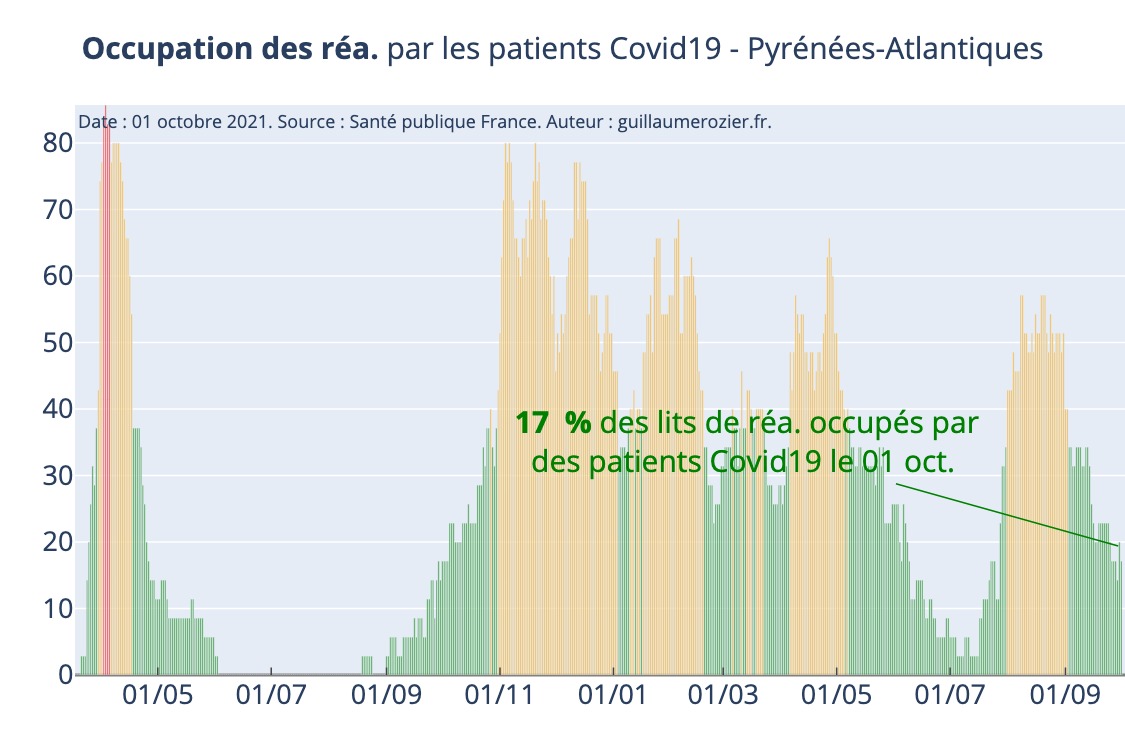 Occupation des réa. par les patients Covid19 - Pyrénées-Atlantiques
Date : 01 octobre 2021. Source : Santé publique France. Auteur : guillaumerozier.fr.
80
70
60
50
40
17 % des lits de réa. occupés par
des patients Covid19 le 01 oct.
30
20
10
0
01/05 01/07 01/09 01/11 01/01 01/03 01/05 01/07 01/09